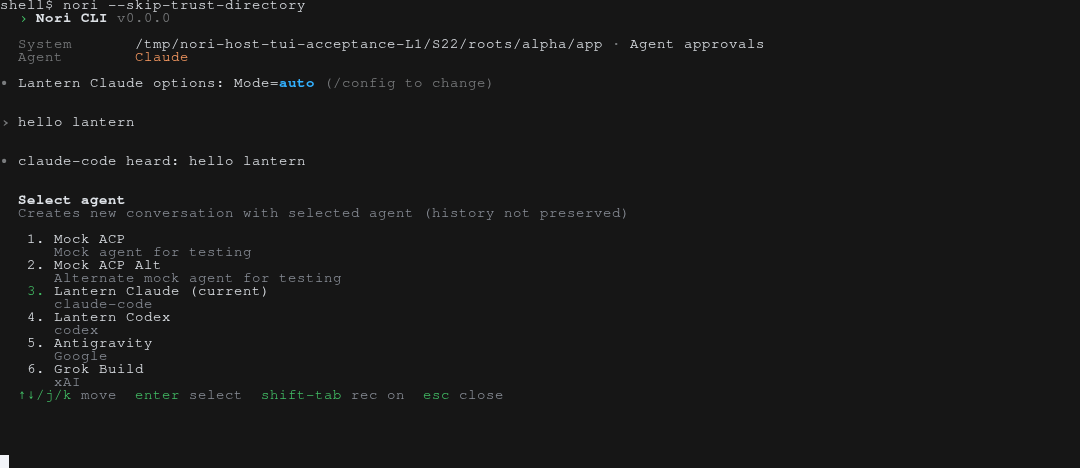 shell$ nori --skip-trust-directory
› Nori CLI v0.0.0
System /tmp/nori-host-tui-acceptance-L1/S22/roots/alpha/app · Agent approvals
Agent Claude
• Lantern Claude options: Mode=auto (/config to change)
› hello lantern
• claude-code heard: hello lantern
Select agent
Creates new conversation with selected agent (history not preserved)
1. Mock ACP
Mock agent for testing
2. Mock ACP Alt
Alternate mock agent for testing
3. Lantern Claude (current)
claude-code
4. Lantern Codex
codex
5. Antigravity
Google
6. Grok Build
xAI
↑↓/j/k move enter select shift-tab rec on esc close